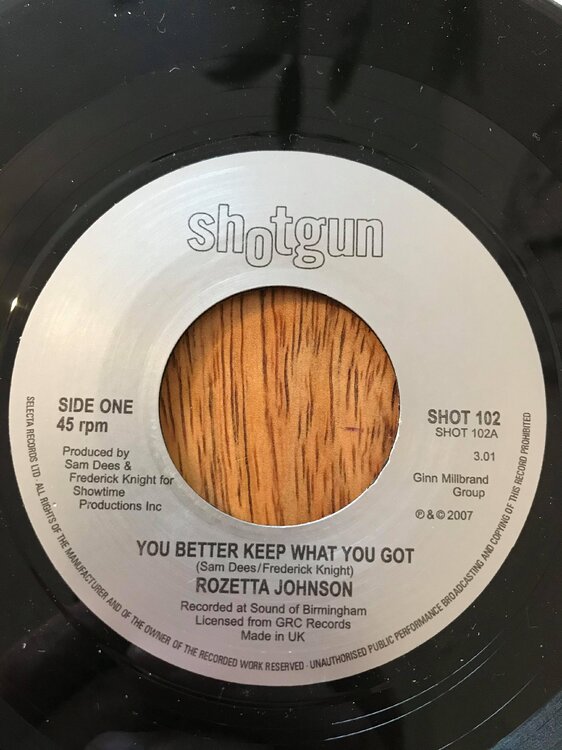 shotgun
SIDE ONE
45 rpm
Produced by
Sam Dees &
Frederick Knight for
Showtime
Productions Inc
SHOT 102
SHOT 102A
3.01
Ginn Millbrand
Group
℗ & © 2007
YOU BETTER KEEP WHAT YOU GOT
(Sam Dees/Frederick Knight)
ROZETTA JOHNSON
Recorded at Sound of Birmingham
Licensed from GRC Records
Made in UK
SELECTA RECORDS LTD · ALL RIGHTS OF THE MANUFACTURER AND OF THE OWNER OF THE RECORDED WORK RESERVED · UNAUTHORISED PUBLIC PERFORMANCE BROADCASTING AND COPYING OF THIS RECORD PROHIBITED